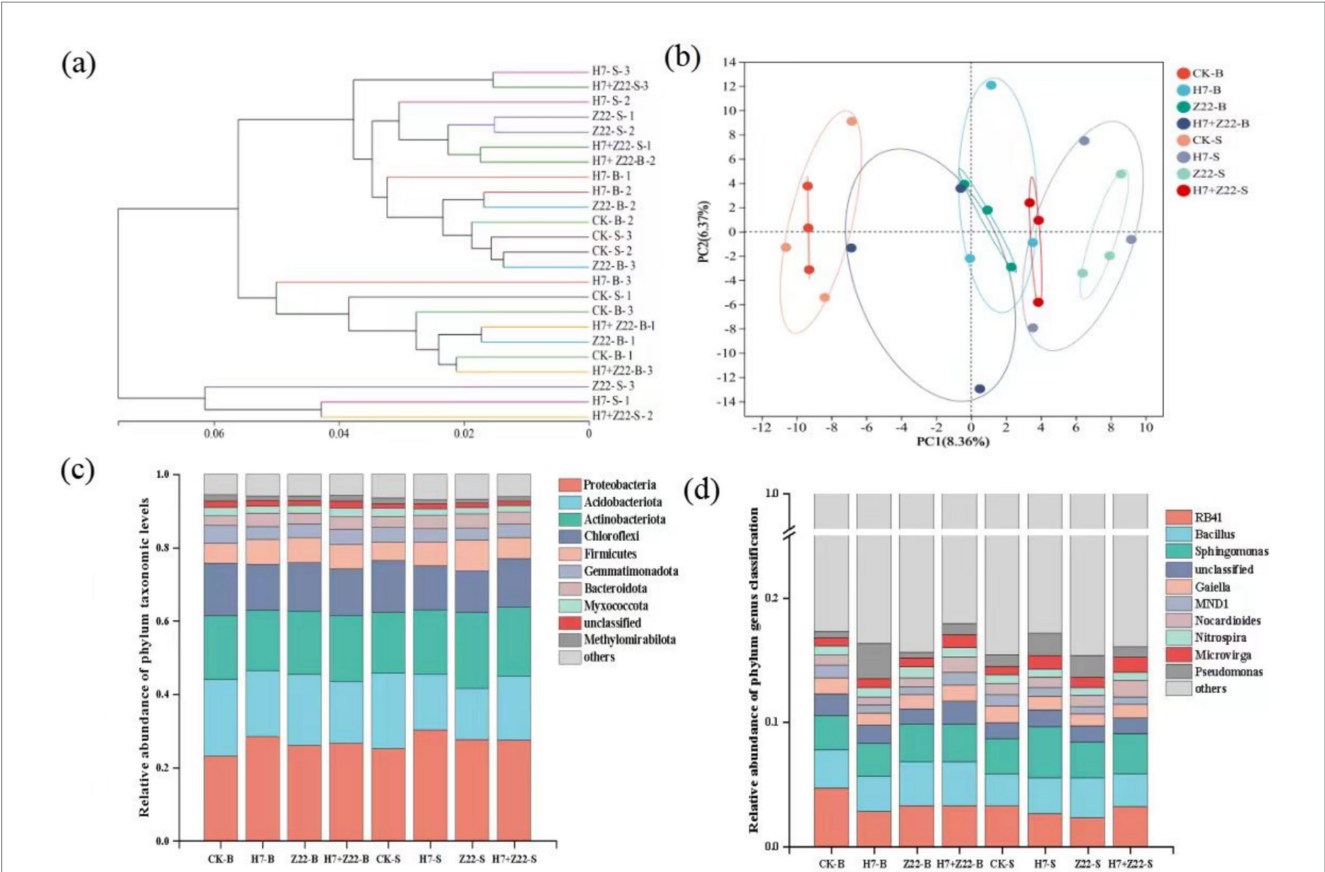 (a)
H7- S- 3
H7+Z22-S-3
H7- S- 2
Z22- S- 1
Z22- S- 2
H7+Z22- S-1
H7+ Z22-B-2
H7- B- 1
H7- B- 2
Z22- B- 2
CK- B- 2
CK- S- 3
CK- S- 2
Z22- B- 3
H7- B- 3
CK- S- 1
CK- B- 3
H7+ Z22- B-1
Z22- B- 1
CK- B- 1
H7+Z22-B-3
Z22- S- 3
H7- S- 1
H7+Z22-S- 2
0.06 0.04 0.02 0
(b)
PC2(6.37%)
14
12
10
8
6
4
2
0
-2
-4
-6
-8
-10
-12
-14
-12 -10 -8 -6 -4 -2 0 2 4 6 8 10
PC1(8.36%)
CK-B
H7-B
Z22-B
H7+Z22-B
CK-S
H7-S
Z22-S
H7+Z22-S
(c)
Relative abundance of phylum taxonomic levels
1.0
0.8
0.6
0.4
0.2
0.0
CK-B H7-B Z22-B H7+Z22-B CK-S H7-S Z22-S H7+Z22-S
Proteobacteria
Acidobacteriota
Actinobacteriota
Chloroflexi
Firmicutes
Gemmatimonadota
Bacteroidota
Myxococcota
unclassified
Methylomirabilota
others
(d)
Relative abundance of phylum genus classification
1.0
0.2
0.1
0.0
CK-B H7-B Z22-B H7+Z22-B CK-S H7-S Z22-S H7+Z22-S
RB41
Bacillus
Sphingomonas
unclassified
Gaiella
MND1
Nocardioides
Nitrospira
Microvirga
Pseudomonas
others